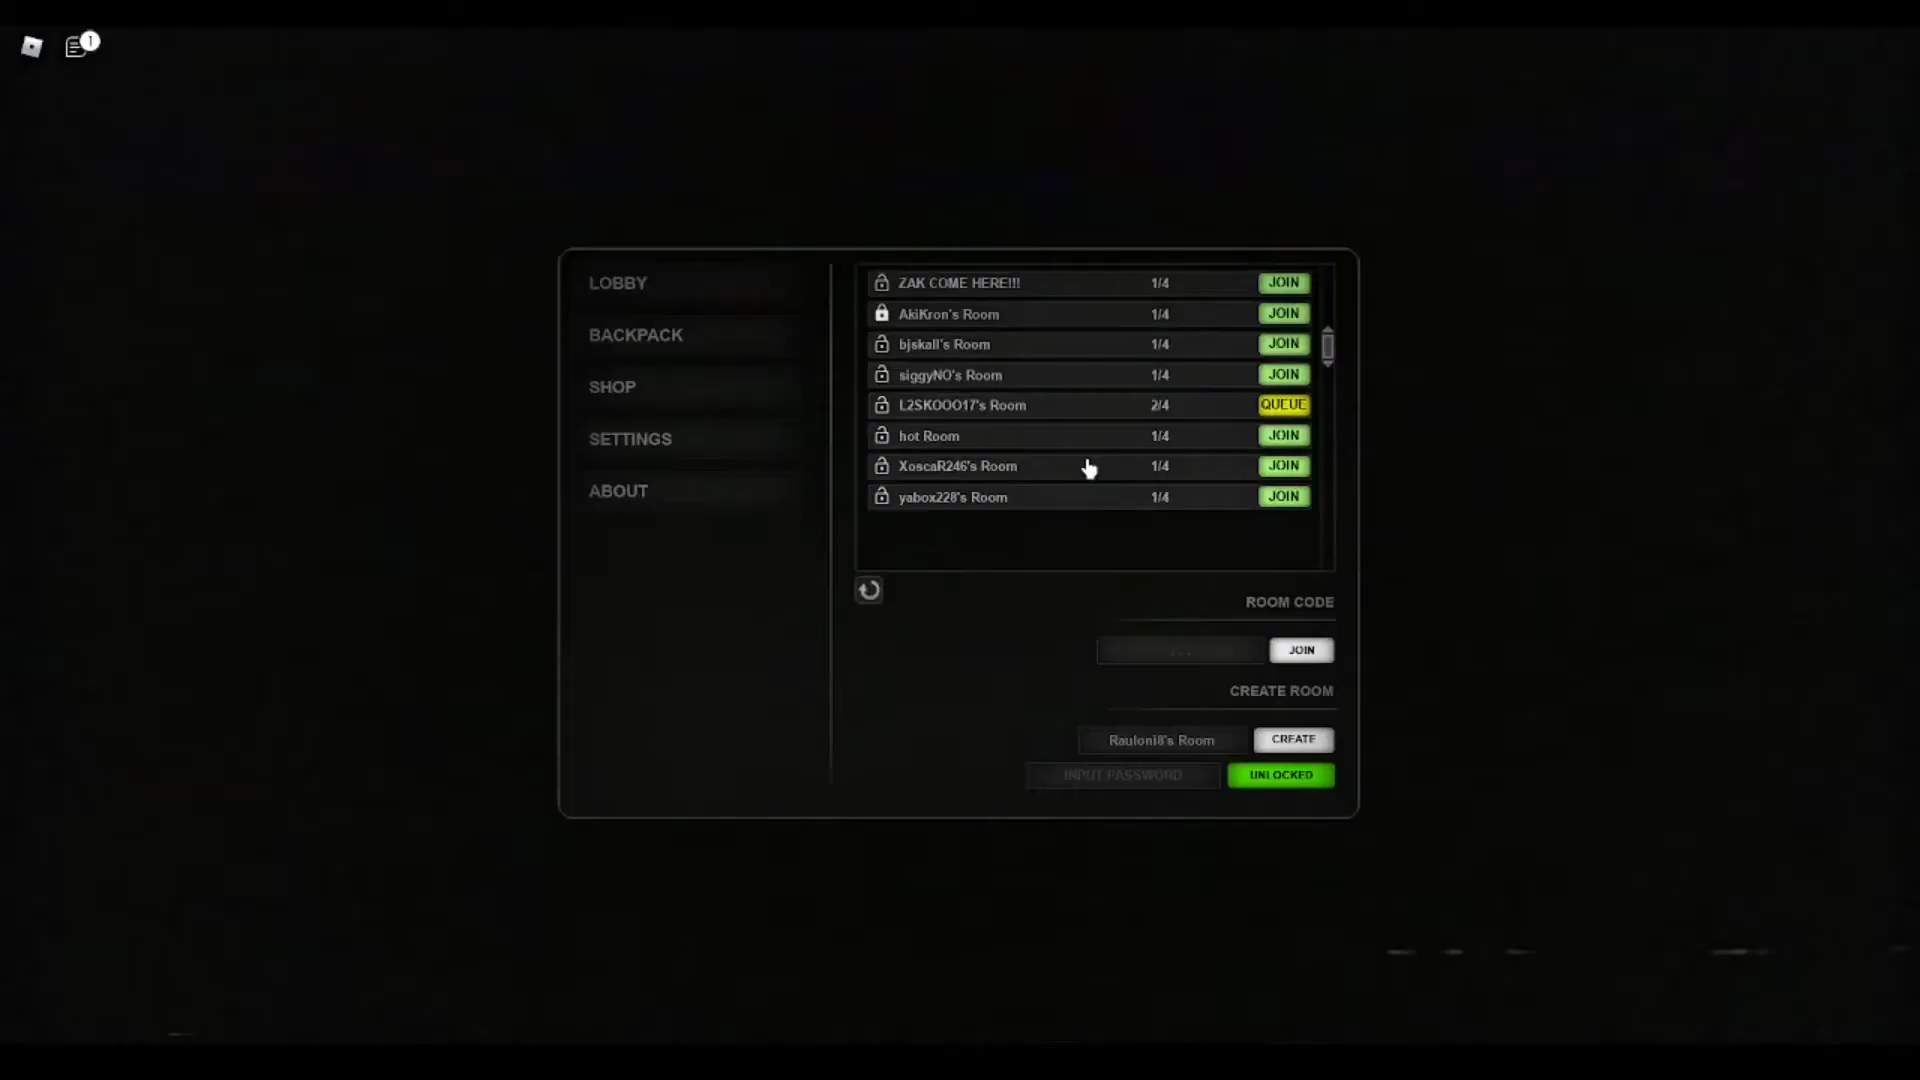 1
LOBBY
BACKPACK
SHOP
SETTINGS
ABOUT
ZAK COME HERE!!! 1/4 JOIN
AkiKron's Room 1/4 JOIN
bjskall's Room 1/4 JOIN
siggyNO's Room 1/4 JOIN
L2SKOOO17's Room 2/4 QUEUE
hot Room 1/4 JOIN
XoscaR246's Room 1/4 JOIN
yabox228's Room 1/4 JOIN
ROOM CODE
... JOIN
CREATE ROOM
Rauloni8's Room CREATE
INPUT PASSWORD UNLOCKED